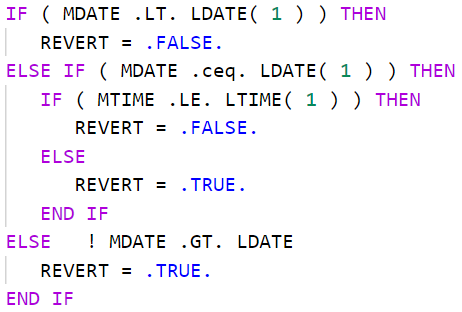 IF ( MDATE .LT. LDATE( 1 ) ) THEN
REVERT = .FALSE.
ELSE IF ( MDATE .ceq. LDATE( 1 ) ) THEN
IF ( MTIME .LE. LTIME( 1 ) ) THEN
REVERT = .FALSE.
ELSE
REVERT = .TRUE.
END IF
ELSE ! MDATE .GT. LDATE
REVERT = .TRUE.
END IF